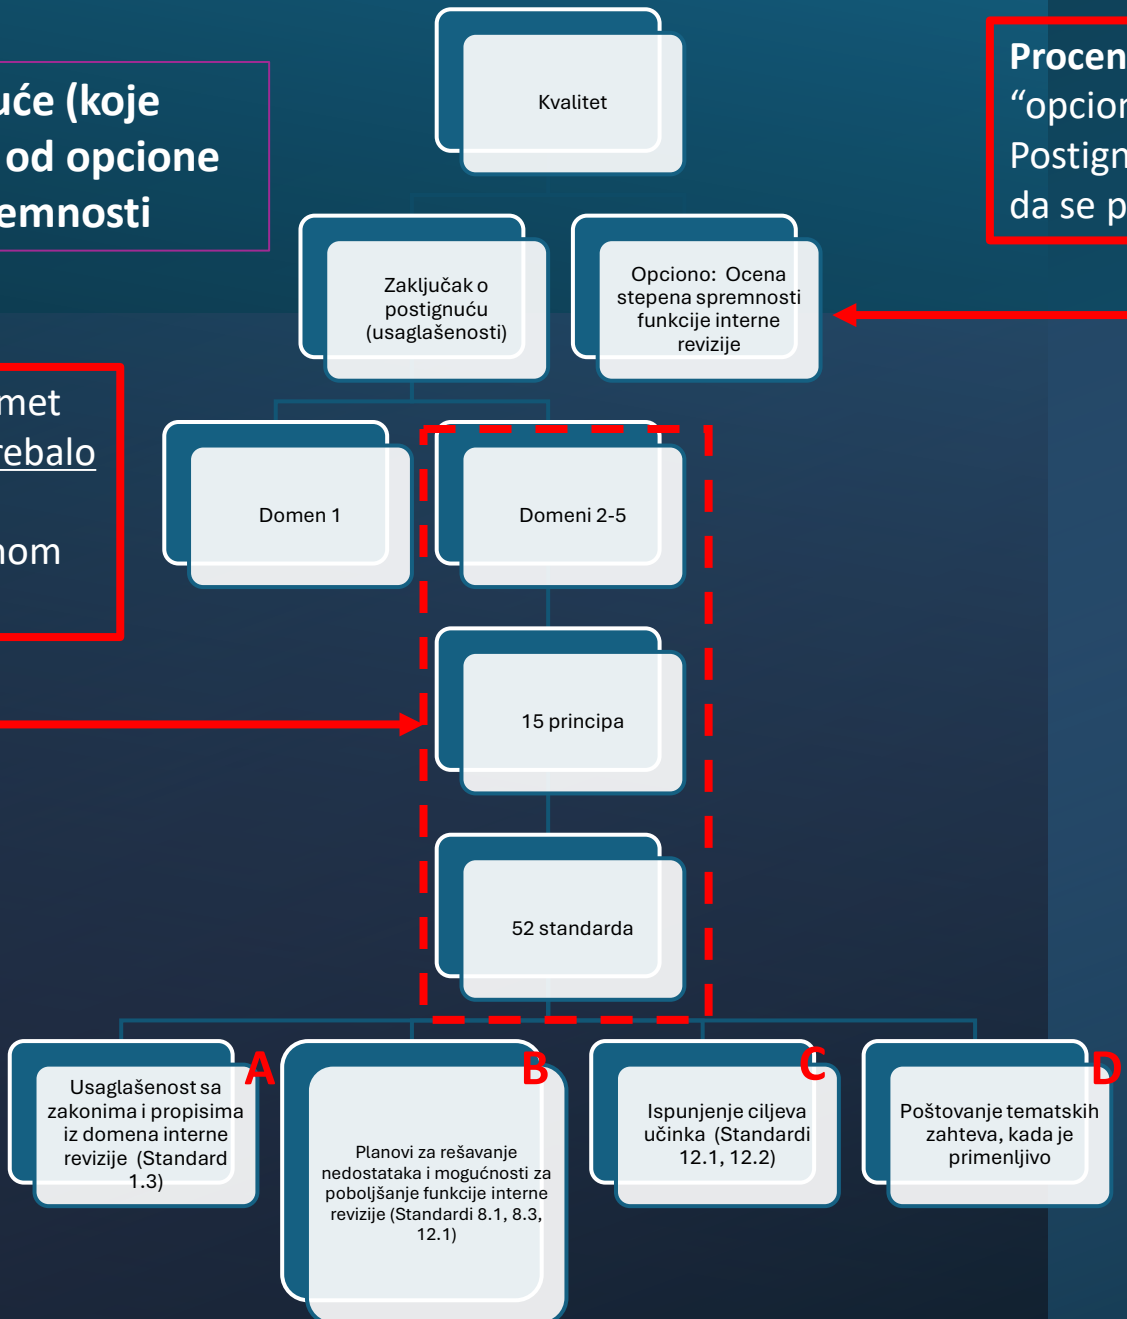 Kvalitet
uće (koje
od opcione
emnosti
Procen
“opcion
Postign
da se p
Zaključak o
postignuću
(usaglašenosti)
Opciono: Ocena
stepena spremnosti
funkcije interne
revizije
met
rebalo
nom
Domen 1
Domeni 2-5
15 principa
52 standarda
A
Usaglašenost sa
zakonima i propisima
iz domena interne
revizije (Standard
1.3)
B
Planovi za rešavanje
nedostataka i mogućnosti za
poboljšanje funkcije interne
revizije (Standardi 8.1, 8.3,
12.1)
C
Ispunjenje ciljeva
učinka (Standardi
12.1, 12.2)
D
Poštovanje tematskih
zahteva, kada je
primenljivo